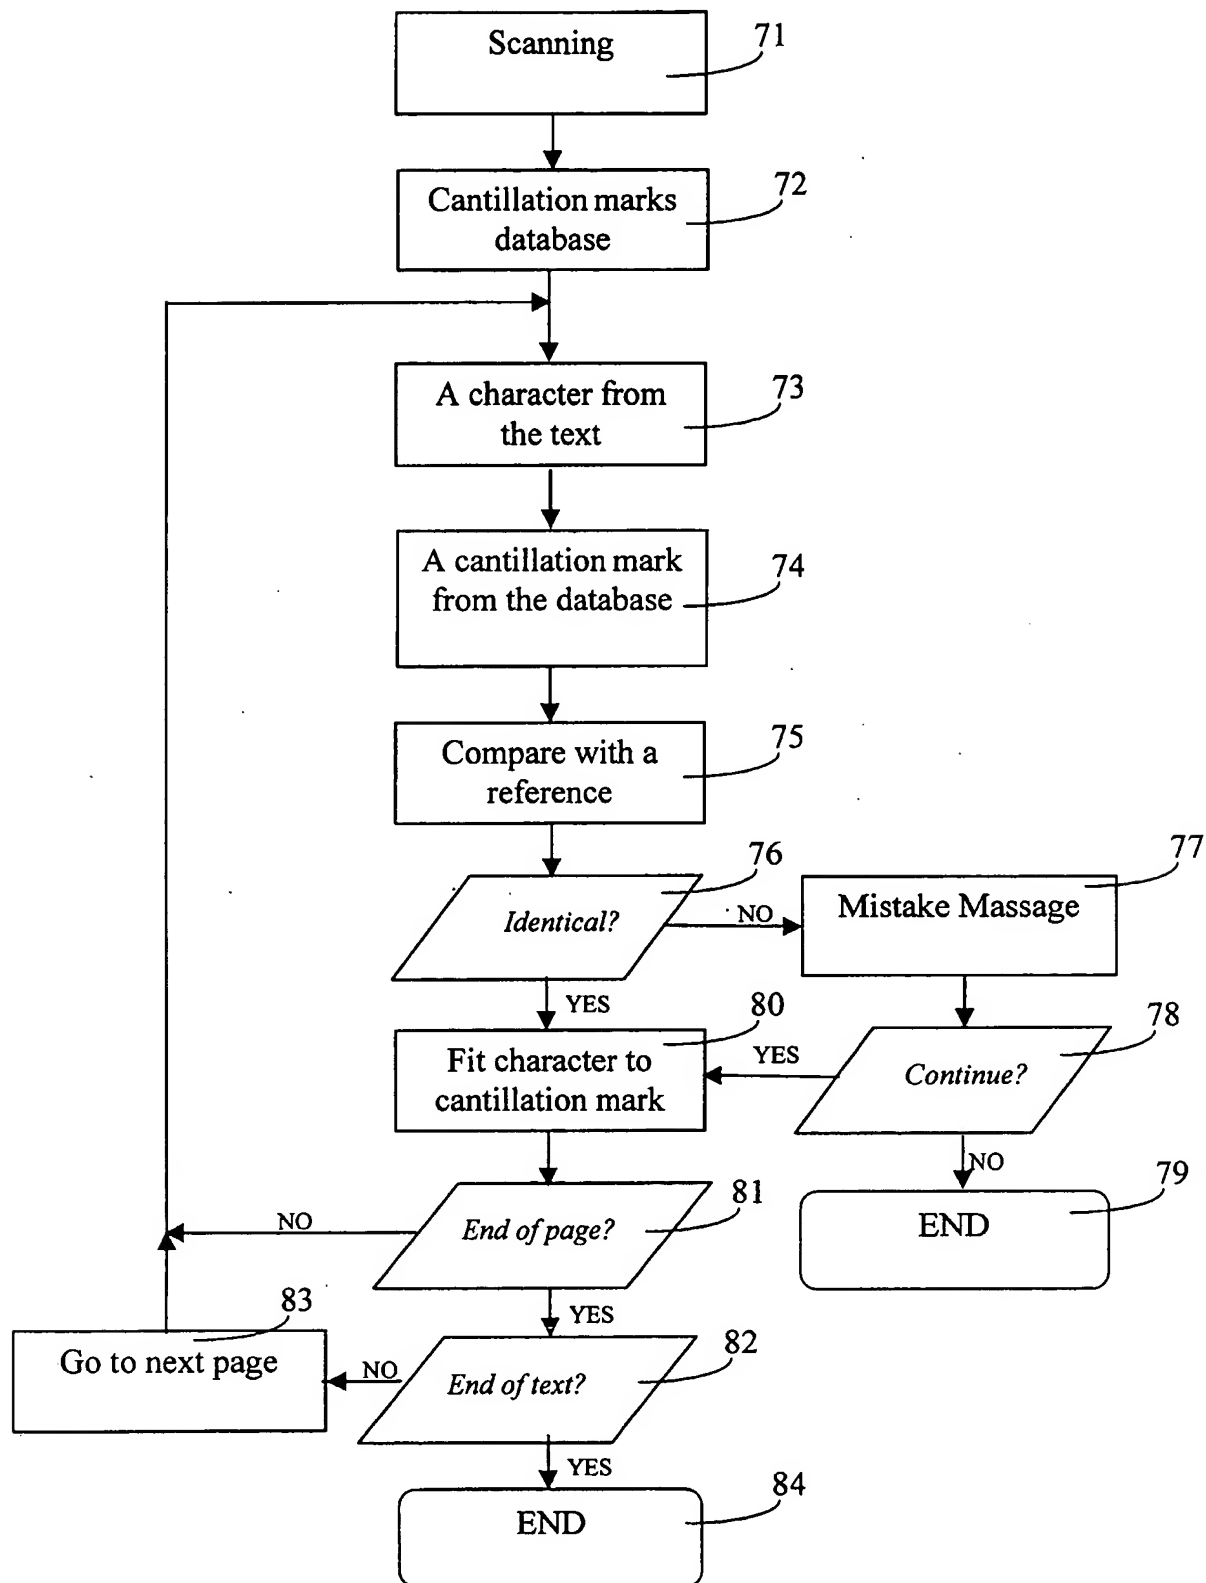 Scanning
71
Cantillation marks
database
72
A character from
the text
73
A cantillation mark
from the database
74
Compare with a
reference
75
Identical?
76
NO
Mistake Massage
77
YES
Fit character to
cantillation mark
80
YES
Continue?
78
NO
END
79
End of page?
81
NO
YES
End of text?
82
NO
Go to next page
83
YES
END
84